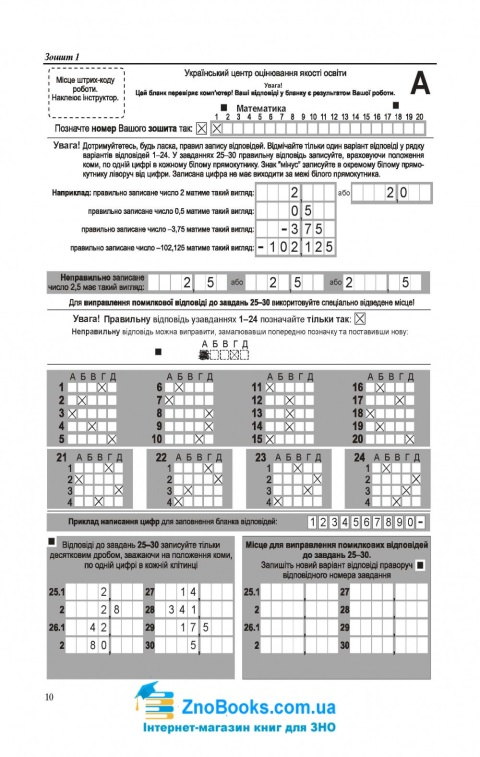 Зошит 1
Місце штрих-коду
роботи.
Наклеює інструктор.
Український центр оцінювання якості освіти
Увага!
Цей бланк перевіряє комп'ютер! Ваші відповіді у бланку є результатом Вашої роботи.
А
Математика
1 2 3 4 5 6 7 8 9 10 11 12 13 14 15 16 17 18 19 20
Позначте номер Вашого зошита так:
Увага! Дотримуйтетесь, будь ласка, правил запису відповідей. Відмічайте тільки один варіант відповіді у рядку
варіантів відповідей 1–24. У завданнях 25–30 правильну відповідь записуйте, враховуючи положення
коми, по одній цифрі в кожному білому прямокутнику. Знак "мінус" записуйте в окремому білому прямо-
кутнику ліворуч від цифри. Записана цифра не має виходити за межі білого прямокутника.
Наприклад: правильно записане число 2 матиме такий вигляд: 2 або 2 0
правильно записане число 0,5 матиме такий вигляд: 0 5
правильно записане число –3,75 матиме такий вигляд: – 3 7 5
правильно записане число –102,125 матиме такий вигляд: – 1 0 2 1 2 5
Неправильно записане
число 2,5 має такий вигляд: 2 5 або 2 5 або 2 5
Для виправлення помилкової відповіді до завдань 25–30 використовуйте спеціально відведене місце!
Увага! Правильну відповідь узавданнях 1–24 позначайте тільки так:
Неправильну відповідь можна виправити, замалювавши попередню позначку та поставивши нову:
А Б В Г Д
А Б В Г Д А Б В Г Д А Б В Г Д А Б В Г Д
1 6 11 16
2 7 12 17
3 8 13 18
4 9 14 19
5 10 15 20
21 А Б В Г Д 22 А Б В Г Д 23 А Б В Г Д 24 А Б В Г Д
1 1 1 1
2 2 2 2
3 3 3 3
4 4 4 4
Приклад написання цифр для заповнення бланка відповідей: 1 2 3 4 5 6 7 8 9 0 –
Відповіді до завдань 25–30 записуйте тільки
десятковим дробом, зважаючи на положення коми,
по одній цифрі в кожній клітинці
Місце для виправлення помилкових відповідей
до завдань 25–30.
Запишіть новий варіант відповіді праворуч
відповідного номера завдання
25.1 2 27 1 4 25.1 27
2 2 8 28 3 4 1 2 28
26.1 4 2 29 1 7 5 26.1 29
2 8 0 30 5 2 30
10
ZnoBooks.com.ua
Інтернет-магазин книг для ЗНО